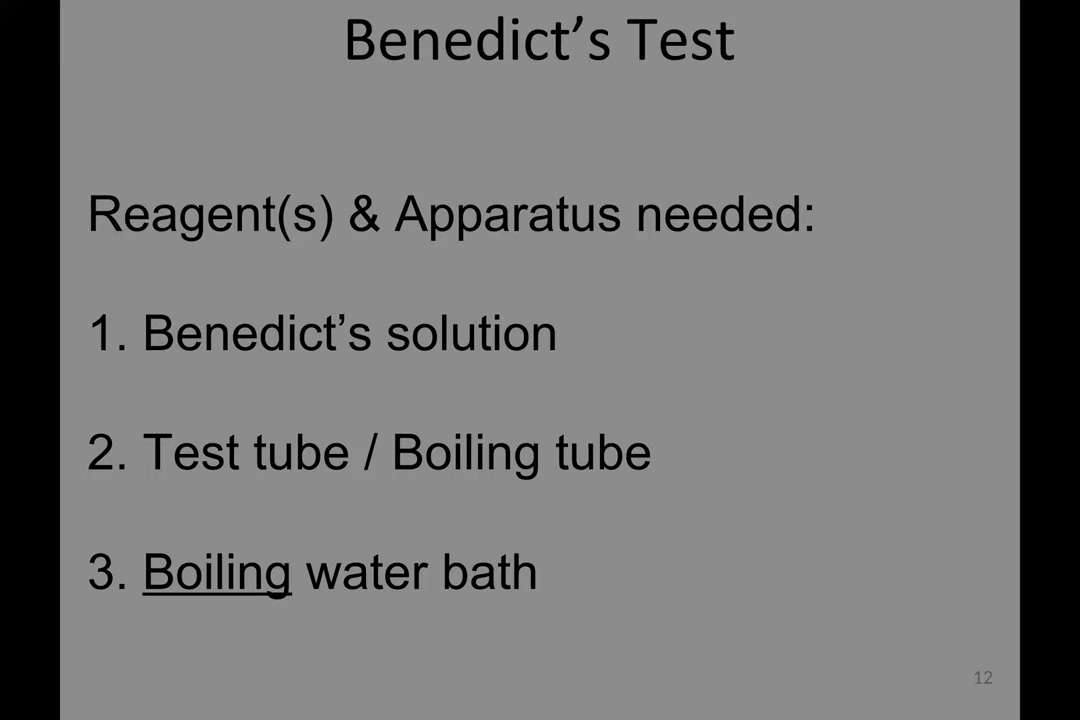 Benedict’s Test
Reagent(s) & Apparatus needed:
1. Benedict’s solution
2. Test tube / Boiling tube
3. Boiling water bath
12